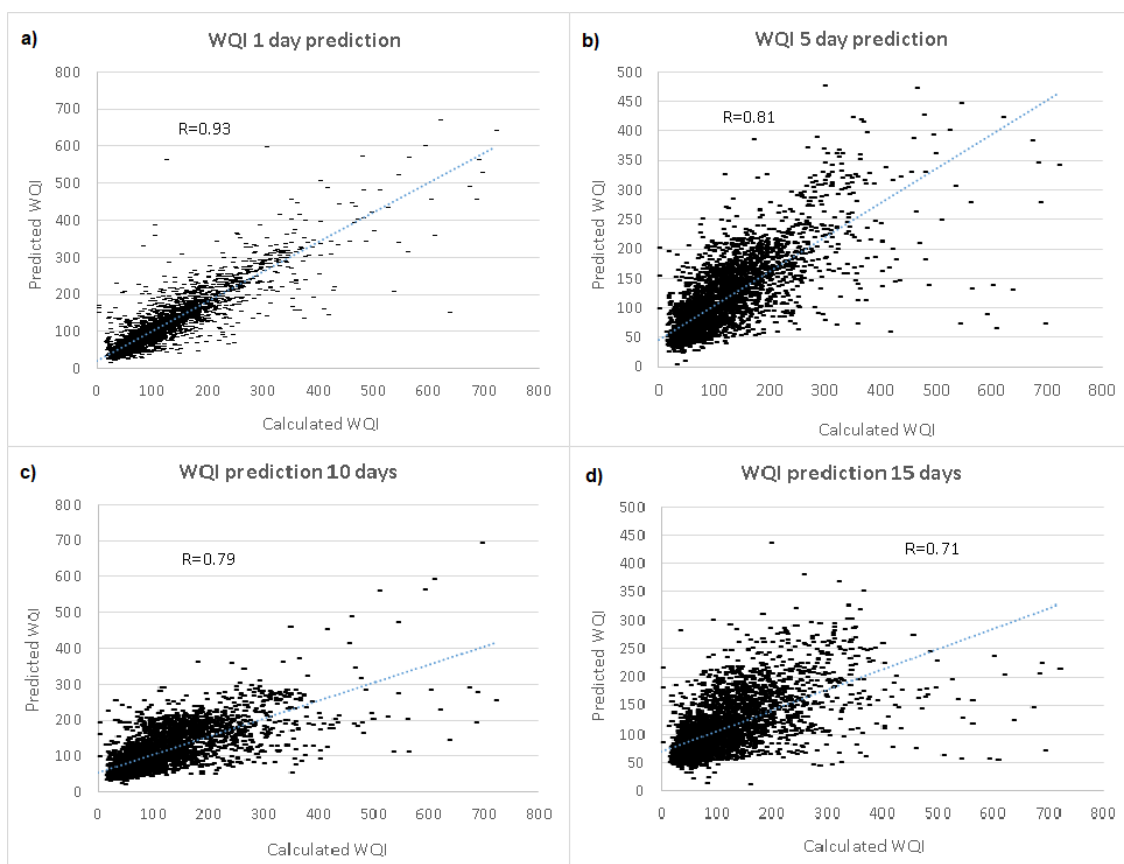 a)
WQI 1 day prediction
800
700
600
500
400
300
200
100
0
R=0.93
Predicted WQI
0 100 200 300 400 500 600 700 800
Calculated WQI
b)
WQI 5 day prediction
500
450
400
350
300
250
200
150
100
50
0
R=0.81
Predicted WQI
0 100 200 300 400 500 600 700 800
Calculated WQI
c)
WQI prediction 10 days
800
700
600
500
400
300
200
100
0
R=0.79
Predicted WQI
0 100 200 300 400 500 600 700 800
Calculated WQI
d)
WQI prediction 15 days
500
450
400
350
300
250
200
150
100
50
0
R=0.71
Predicted WQI
0 100 200 300 400 500 600 700 800
Calculated WQI